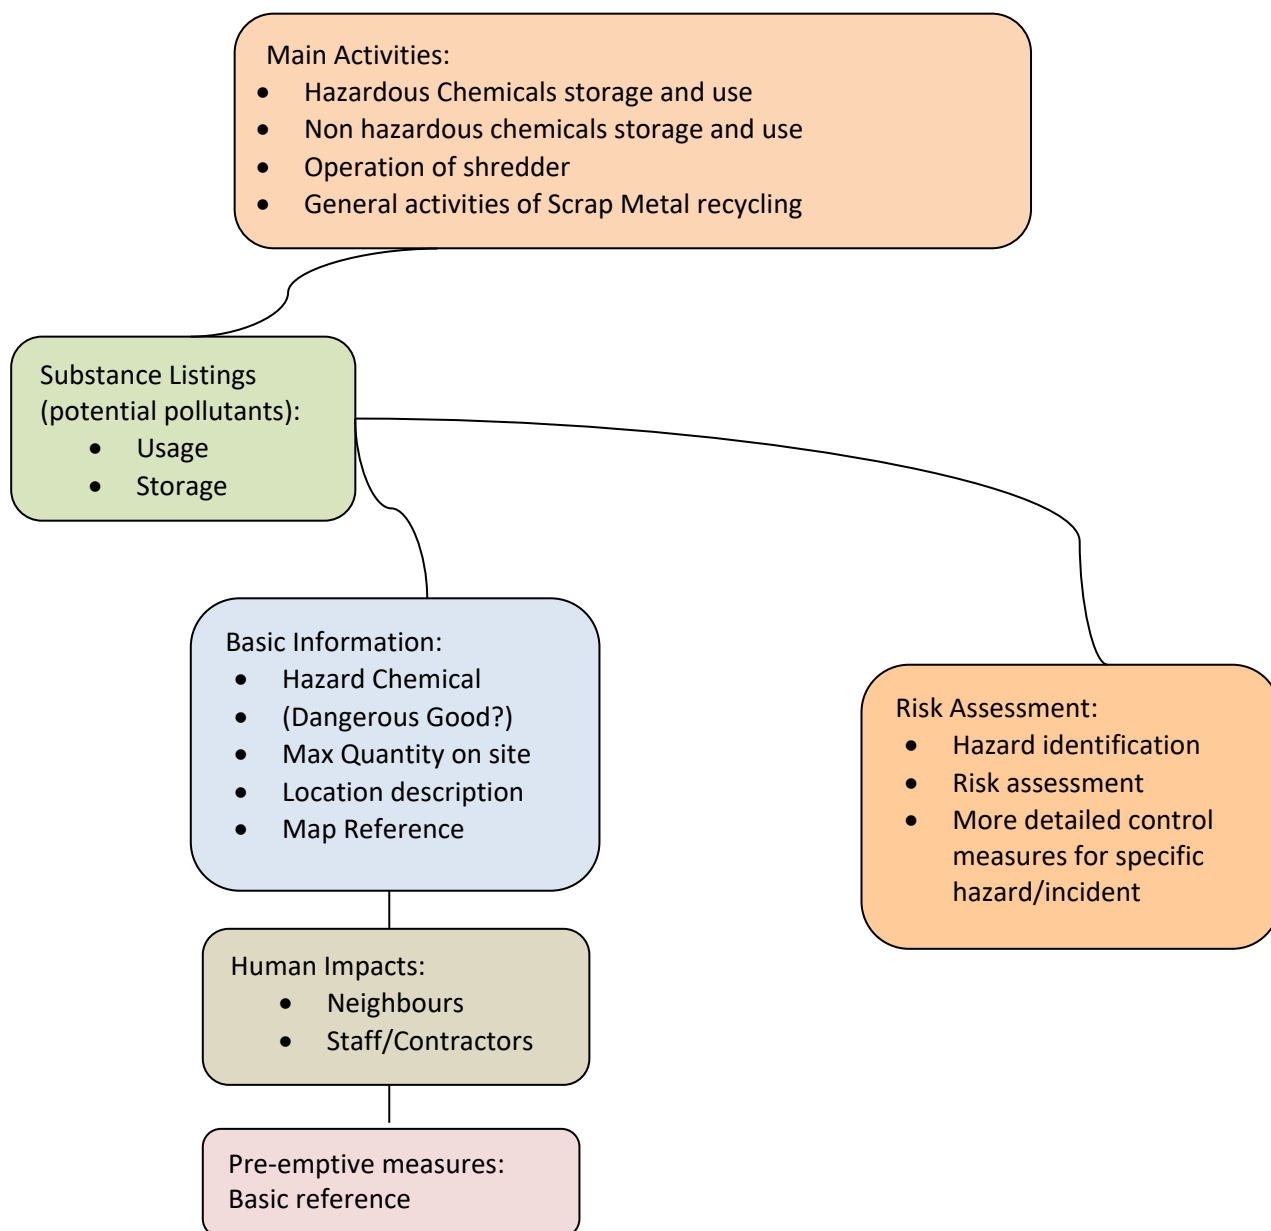 Main Activities:
• Hazardous Chemicals storage and use
• Non hazardous chemicals storage and use
• Operation of shredder
• General activities of Scrap Metal recycling
Substance Listings
(potential pollutants):
• Usage
• Storage
Basic Information:
• Hazard Chemical
• (Dangerous Good?)
• Max Quantity on site
• Location description
• Map Reference
Risk Assessment:
• Hazard identification
• Risk assessment
• More detailed control
measures for specific
hazard/incident
Human Impacts:
• Neighbours
• Staff/Contractors
Pre-emptive measures:
Basic reference